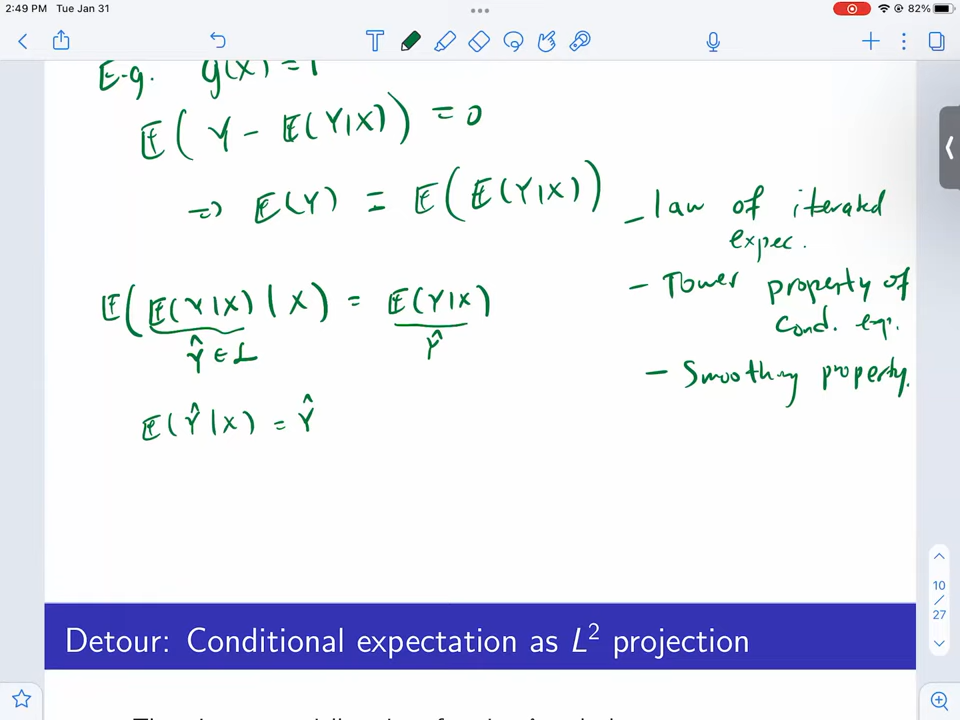 2:49 PM Tue Jan 31
82%
E.g. g(X) = 1
𝔼(Y - 𝔼(Y|X)) = 0
⇒ 𝔼(Y) = 𝔼(𝔼(Y|X))
- law of iterated
expec.
𝔼(𝔼(Y|X) | X) = 𝔼(Y|X)
Ŷ ∈ L
Ŷ
- Tower property of
cond. exp.
- Smoothing property.
𝔼(Ŷ|X) = Ŷ
10
/
27
Detour: Conditional expectation as L² projection